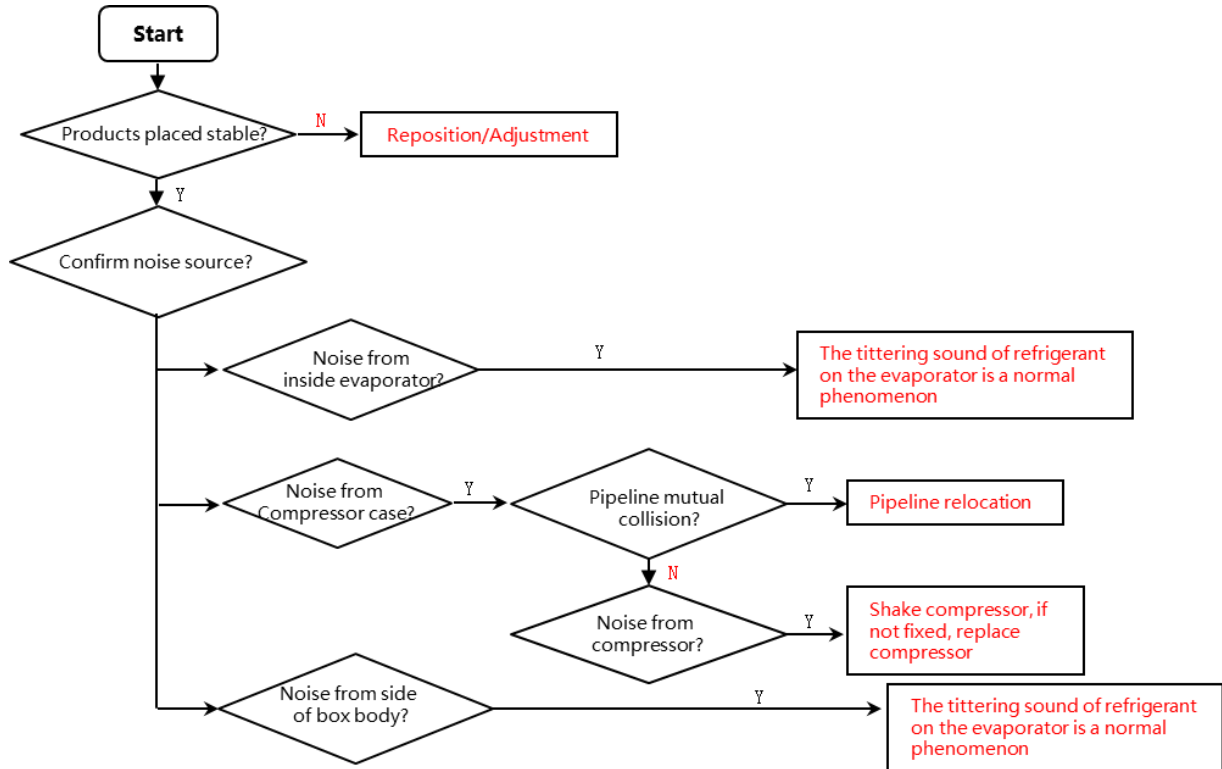 Start
Products placed stable?
N
Reposition/Adjustment
Y
Confirm noise source?
Noise from
inside evaporator?
Y
The tittering sound of refrigerant
on the evaporator is a normal
phenomenon
Noise from
Compressor case?
Y
Pipeline mutual
collision?
Y
Pipeline relocation
N
Noise from
compressor?
Y
Shake compressor, if
not fixed, replace
compressor
Noise from side
of box body?
Y
The tittering sound of refrigerant
on the evaporator is a normal
phenomenon